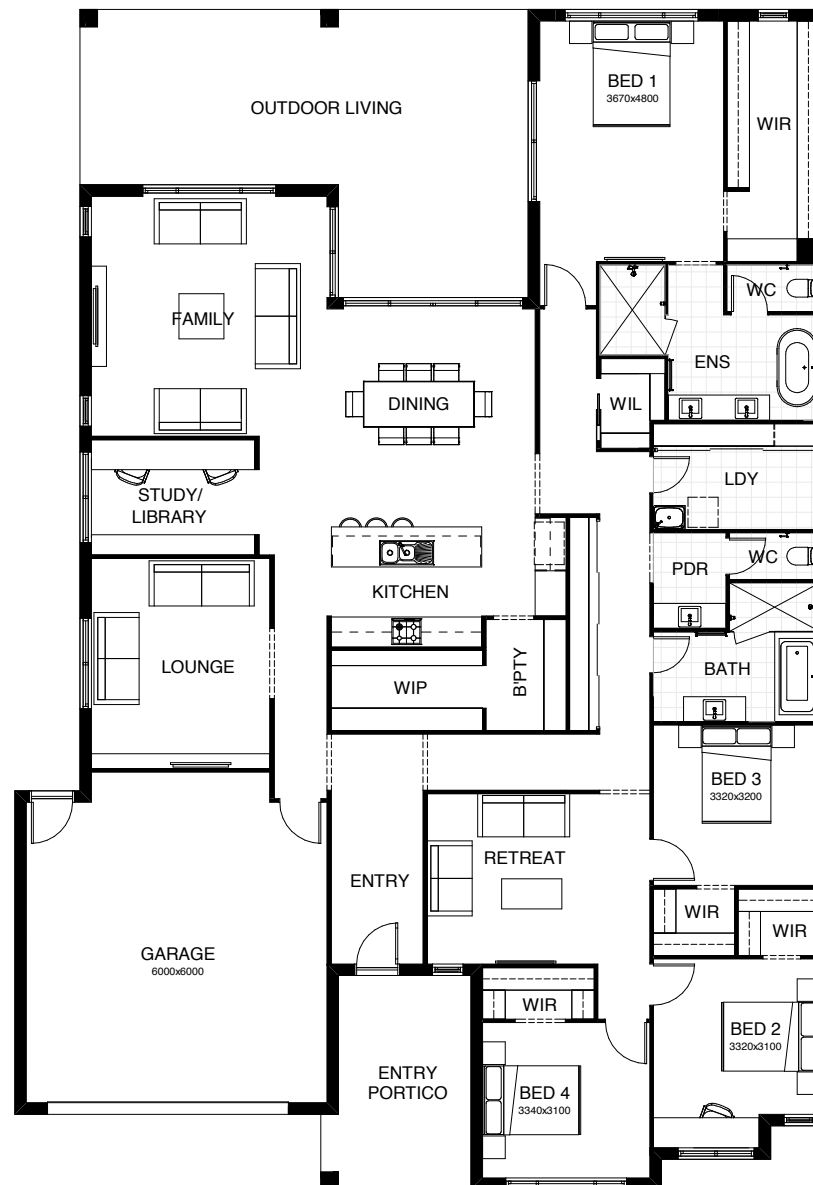 OUTDOOR LIVING
BED 1
3670x4800
WIR
FAMILY
WC
ENS
DINING
WIL
STUDY/
LIBRARY
LDY
KITCHEN
PDR
WC
LOUNGE
WIP
B'PTY
BATH
BED 3
3320x3200
RETREAT
ENTRY
WIR
WIR
GARAGE
6000x6000
WIR
BED 2
3320x3100
ENTRY
PORTICO
BED 4
3340x3100